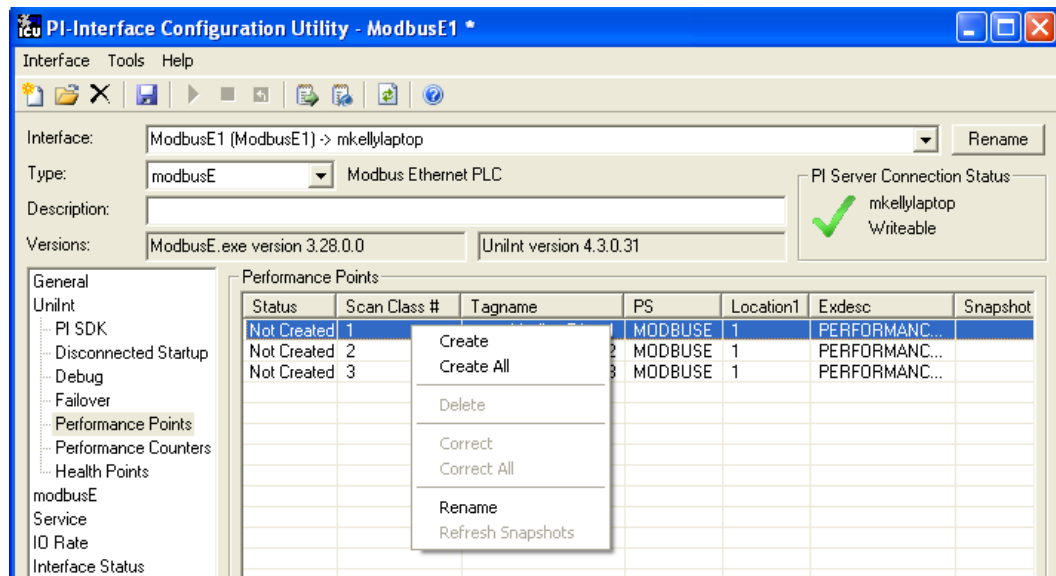 PI-Interface Configuration Utility - ModbusE1 *
Interface Tools Help
Interface: ModbusE1 (ModbusE1) -> mkellylaptop Rename
Type: modbusE Modbus Ethernet PLC PI Server Connection Status
mkellylaptop
Description:
Writeable
Versions: ModbusE.exe version 3.28.0.0 UniInt version 4.3.0.31
General
UniInt
PI SDK
Disconnected Startup
Debug
Failover
Performance Points
Performance Counters
Health Points
modbusE
Service
IO Rate
Interface Status
Performance Points
Status Scan Class # Tagname PS Location1 Exdesc Snapshot
Not Created 1 1 MODBUSE 1 PERFORMANC...
Not Created 2 2 MODBUSE 1 PERFORMANC...
Not Created 3 3 MODBUSE 1 PERFORMANC...
Create
Create All
Delete
Correct
Correct All
Rename
Refresh Snapshots